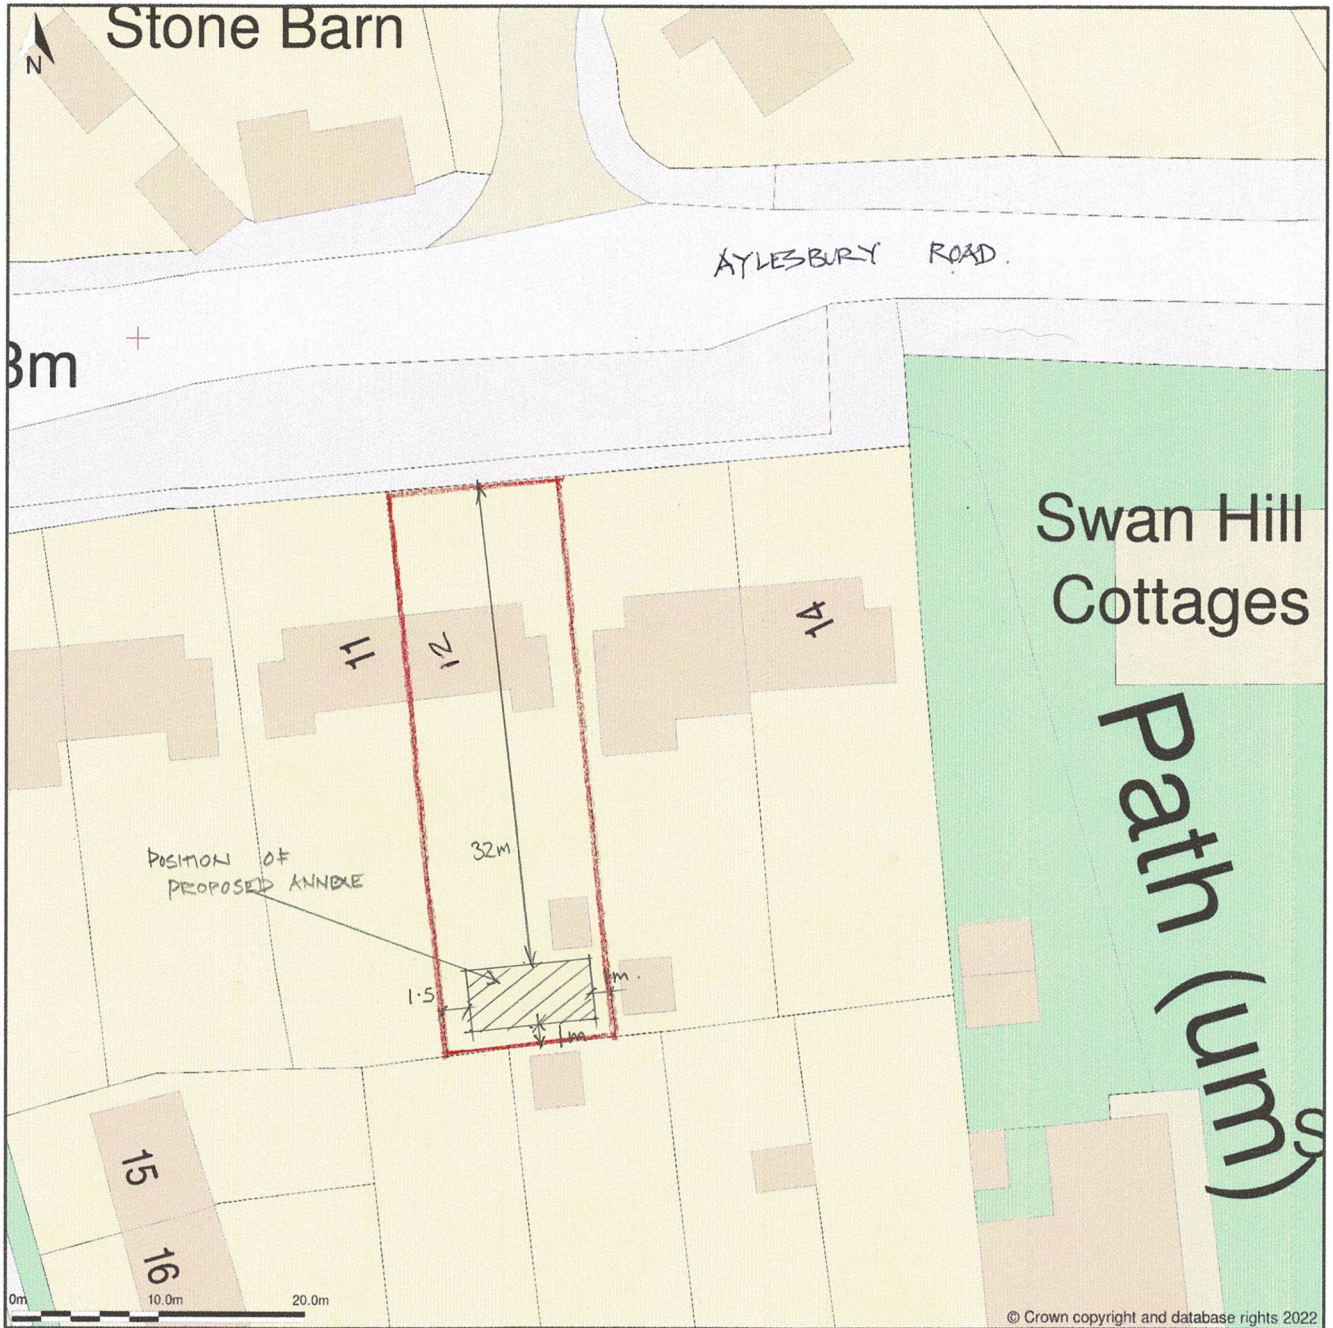 Stone Barn
N
AYLESBURY ROAD.
3m
Swan Hill
Cottages
11
12
14
Path (um)
32m
POSITION OF
PROPOSED ANNEXE
1m.
1.5
1m
s
15
16
0m 10.0m 20.0m
© Crown copyright and database rights 2022